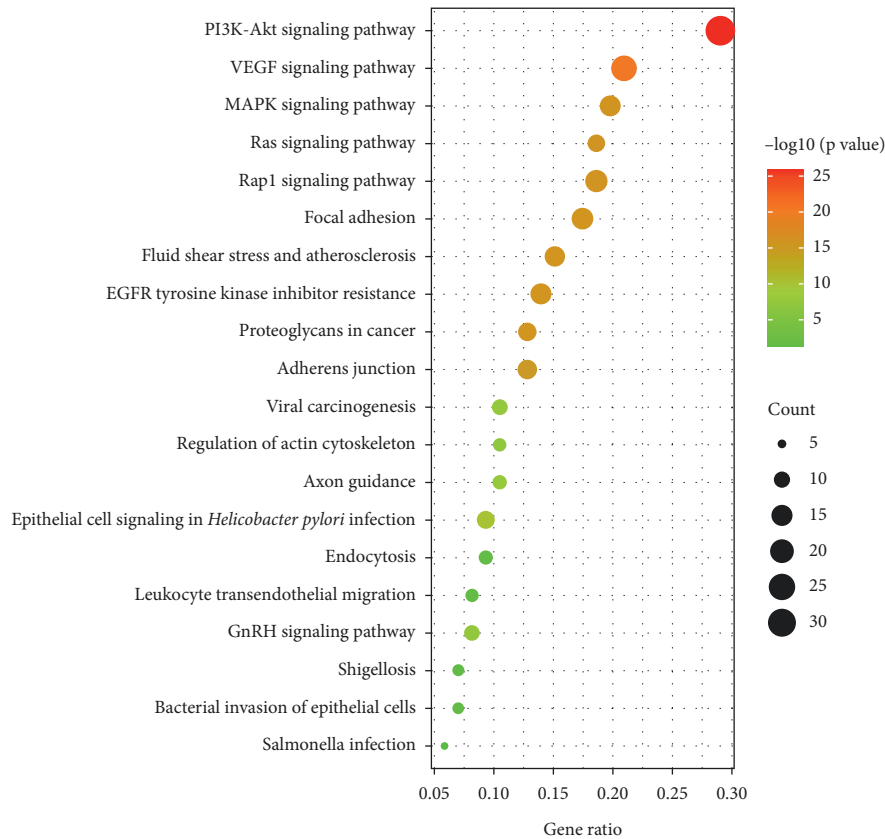 PI3K-Akt signaling pathway
VEGF signaling pathway
MAPK signaling pathway
Ras signaling pathway
Rap1 signaling pathway
Focal adhesion
Fluid shear stress and atherosclerosis
EGFR tyrosine kinase inhibitor resistance
Proteoglycans in cancer
Adherens junction
Viral carcinogenesis
Regulation of actin cytoskeleton
Axon guidance
Epithelial cell signaling in Helicobacter pylori infection
Endocytosis
Leukocyte transendothelial migration
GnRH signaling pathway
Shigellosis
Bacterial invasion of epithelial cells
Salmonella infection
0.05 0.10 0.15 0.20 0.25 0.30
Gene ratio
–log10 (p value)
25
20
15
10
5
Count
5
10
15
20
25
30